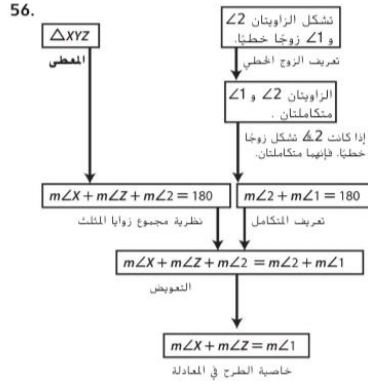 56.
△XYZ
المعطى
تشكل الزاويتان ∠2
و ∠1 زوجًا خطيًا.
تعريف الزوج الخطي
الزاويتان ∠2 و ∠1
متكاملتان .
إذا كانت ∡2 تشكل زوجًا
خطيًا، فإنهما متكاملتان.
m∠X + m∠Z + m∠2 = 180
نظرية مجموع زوايا المثلث
m∠2 + m∠1 = 180
تعريف المتكامل
m∠X + m∠Z + m∠2 = m∠2 + m∠1
التعويض
m∠X + m∠Z = m∠1
خاصية الطرح في المعادلة